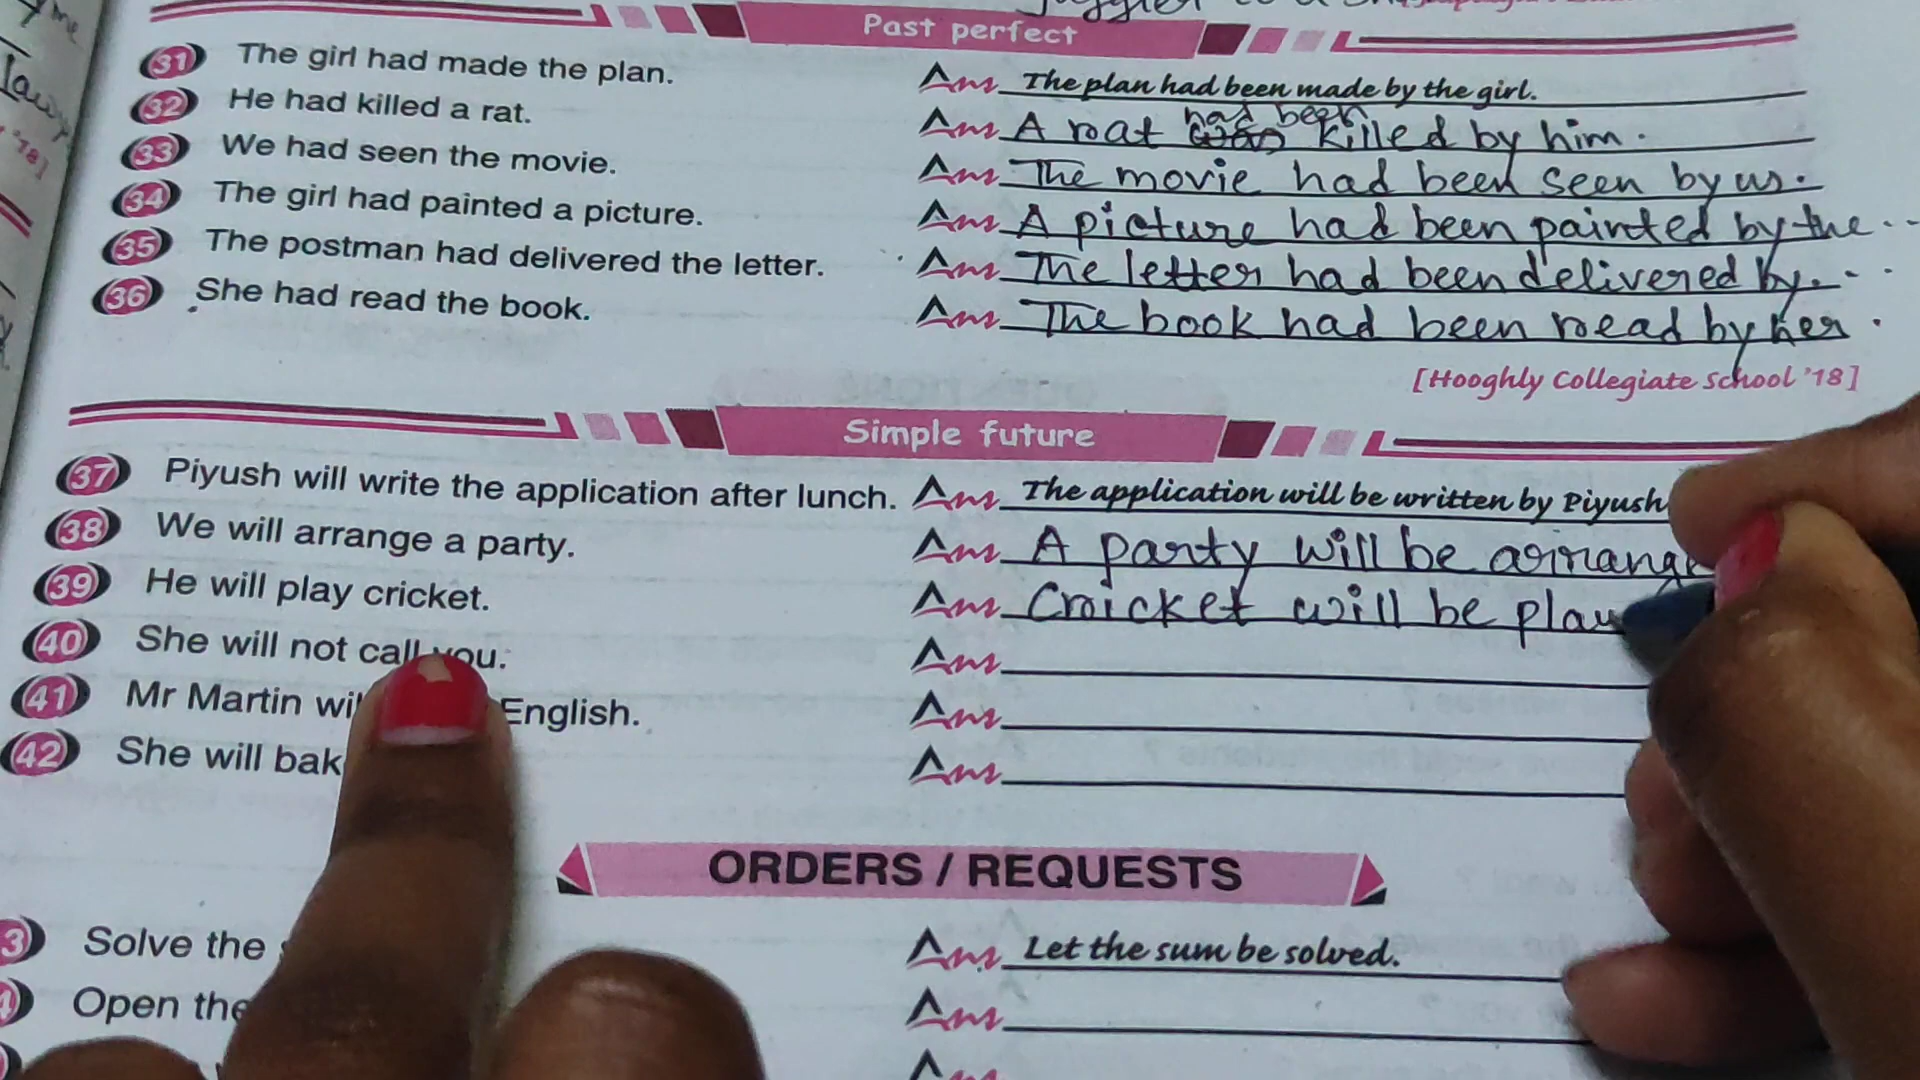 Past perfect
31 The girl had made the plan. Ans The plan had been made by the girl.
had been
32 He had killed a rat. Ans A rat was killed by him.
33 We had seen the movie. Ans The movie had been seen by us.
34 The girl had painted a picture. Ans A picture had been painted by the ...
35 The postman had delivered the letter. Ans The letter had been delivered by...
36 She had read the book. Ans The book had been read by her.
[Hooghly Collegiate School '18]
Simple future
37 Piyush will write the application after lunch. Ans The application will be written by Piyush
38 We will arrange a party. Ans A party will be
39 He will play cricket. Ans Cricket will be
40 She will not call you. Ans
41 Mr Martin English. Ans
42 She will Ans
ORDERS / REQUESTS
Solve the Ans Let the sum be solved.
Open the Ans
Ans